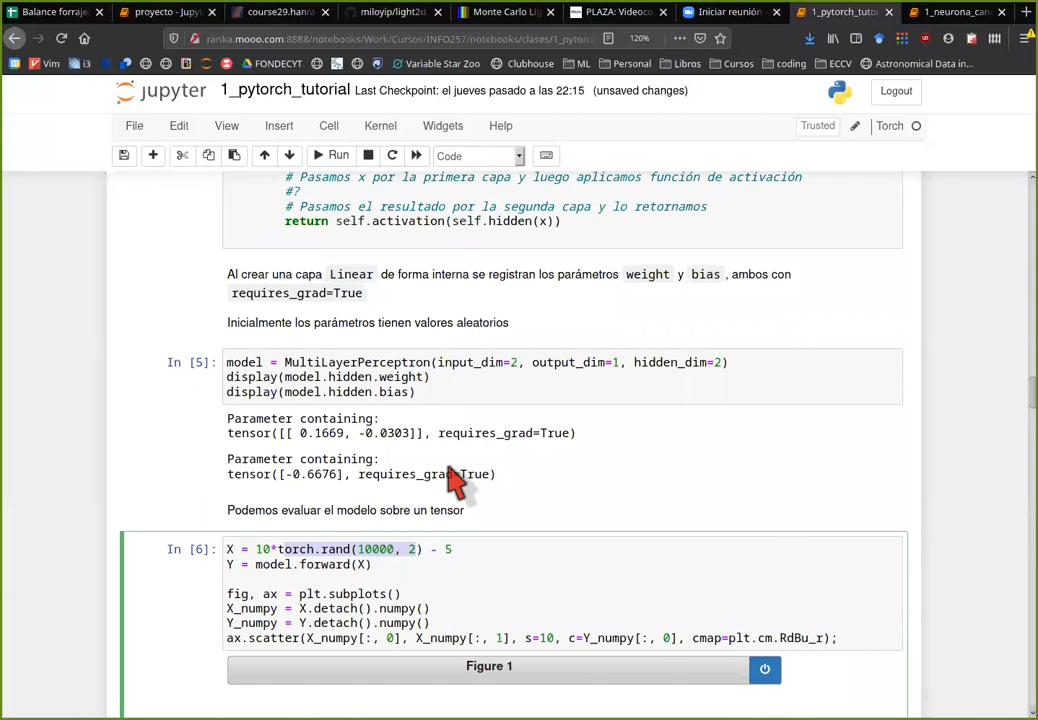 Balance forrajer
proyecto - Jupyt
course29.hanra
miloyip/light2d
Monte Carlo Lig
PLAZA: Videoco
Iniciar reunión -
1_pytorch_tutor
1_neurona_can
ranka.mooo.com:8888/notebooks/Work/Cursos/INFO257/notebooks/clases/1_pytorc
120%
Vim
i3
FONDECYT
Variable Star Zoo
Clubhouse
ML
Personal
Libros
Cursos
coding
ECCV
Astronomical Data in...
jupyter 1_pytorch_tutorial Last Checkpoint: el jueves pasado a las 22:15 (unsaved changes)
Logout
File Edit View Insert Cell Kernel Widgets Help
Trusted
Torch
Run
Code
# Pasamos x por la primera capa y luego aplicamos función de activación
#?
# Pasamos el resultado por la segunda capa y lo retornamos
return self.activation(self.hidden(x))
Al crear una capa Linear de forma interna se registran los parámetros weight y bias , ambos con
requires_grad=True
Inicialmente los parámetros tienen valores aleatorios
In [5]: model = MultiLayerPerceptron(input_dim=2, output_dim=1, hidden_dim=2)
display(model.hidden.weight)
display(model.hidden.bias)
Parameter containing:
tensor([[ 0.1669, -0.0303]], requires_grad=True)
Parameter containing:
tensor([-0.6676], requires_grad=True)
Podemos evaluar el modelo sobre un tensor
In [6]: X = 10*torch.rand(10000, 2) - 5
Y = model.forward(X)
fig, ax = plt.subplots()
X_numpy = X.detach().numpy()
Y_numpy = Y.detach().numpy()
ax.scatter(X_numpy[:, 0], X_numpy[:, 1], s=10, c=Y_numpy[:, 0], cmap=plt.cm.RdBu_r);
Figure 1